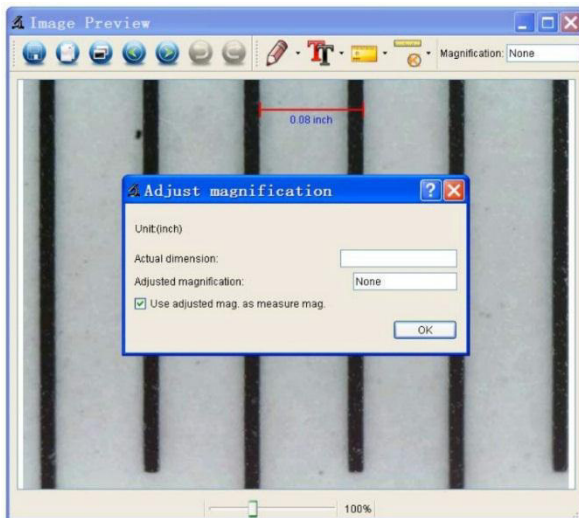 Image Preview
TT
Magnification: None
0.08 inch
Adjust magnification
Unit:(inch)
Actual dimension:
Adjusted magnification: None
Use adjusted mag. as measure mag.
OK
100%